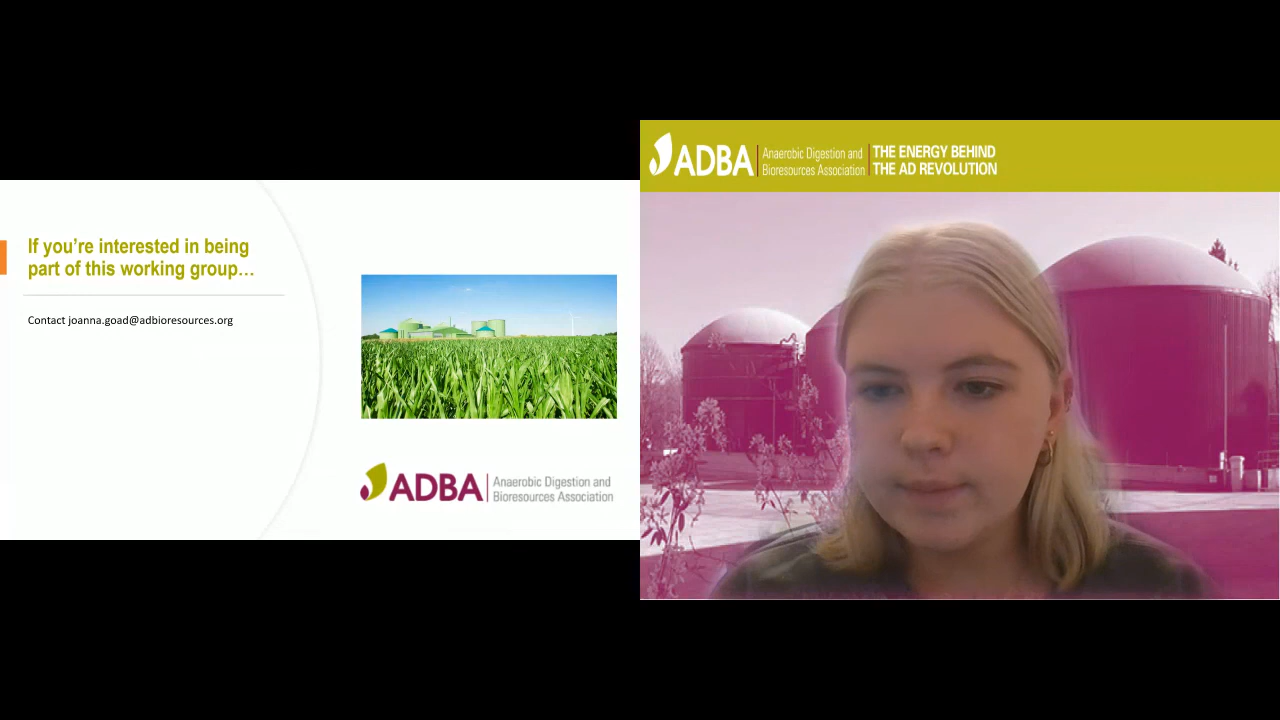 If you're interested in being
part of this working group…
Contact joanna.goad@adbioresources.org
ADBA
Anaerobic Digestion and
Bioresources Association
ADBA
Anaerobic Digestion and
Bioresources Association
THE ENERGY BEHIND
THE AD REVOLUTION